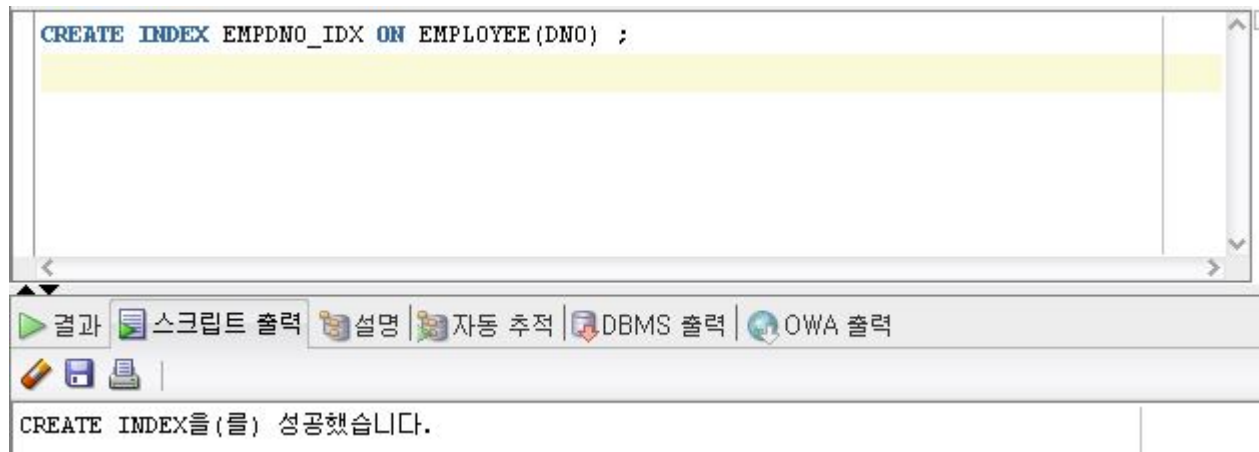 CREATE INDEX EMPDNO_IDX ON EMPLOYEE(DNO) ;
결과 스크립트 출력 설명 자동 추적 DBMS 출력 OWA 출력
CREATE INDEX을(를) 성공했습니다.